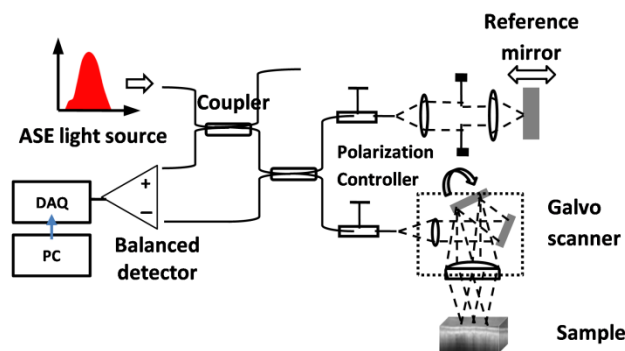 Reference
mirror
Coupler
ASE light source
Polarization
Controller
DAQ
+
−
PC
Balanced
detector
Galvo
scanner
Sample